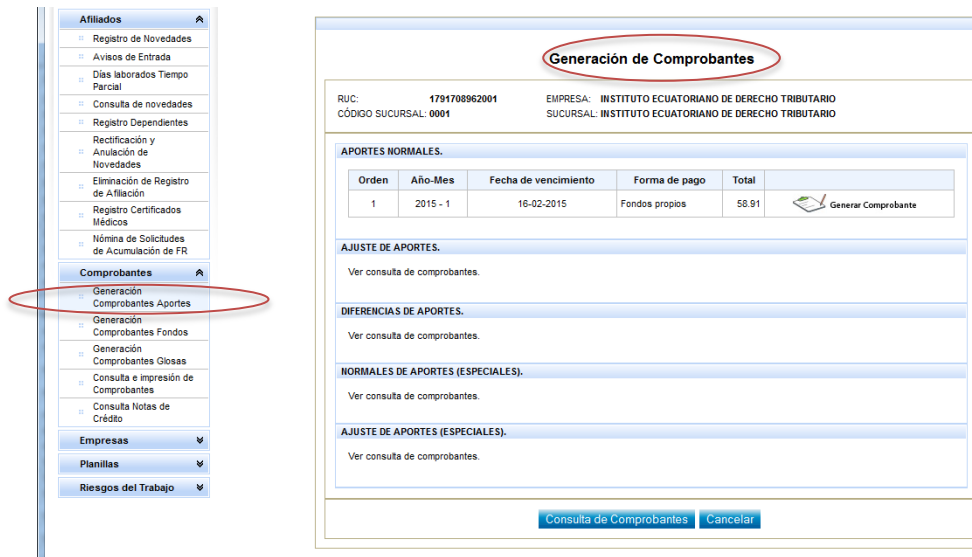 Afiliados
Registro de Novedades
Avisos de Entrada
Días laborados Tiempo
Parcial
Consulta de novedades
Registro Dependientes
Rectificación y
Anulación de
Novedades
Eliminación de Registro
de Afiliación
Registro Certificados
Médicos
Nómina de Solicitudes
de Acumulación de FR
Comprobantes
Generación
Comprobantes Aportes
Generación
Comprobantes Fondos
Generación
Comprobantes Glosas
Consulta e impresión de
Comprobantes
Consulta Notas de
Crédito
Empresas
Planillas
Riesgos del Trabajo
Generación de Comprobantes
RUC: 1791708962001 EMPRESA: INSTITUTO ECUATORIANO DE DERECHO TRIBUTARIO
CÓDIGO SUCURSAL: 0001 SUCURSAL: INSTITUTO ECUATORIANO DE DERECHO TRIBUTARIO
APORTES NORMALES.
Orden Año-Mes Fecha de vencimiento Forma de pago Total
1 2015 - 1 16-02-2015 Fondos propios 58.91 Generar Comprobante
AJUSTE DE APORTES.
Ver consulta de comprobantes.
DIFERENCIAS DE APORTES.
Ver consulta de comprobantes.
NORMALES DE APORTES (ESPECIALES).
Ver consulta de comprobantes.
AJUSTE DE APORTES (ESPECIALES).
Ver consulta de comprobantes.
Consulta de Comprobantes Cancelar